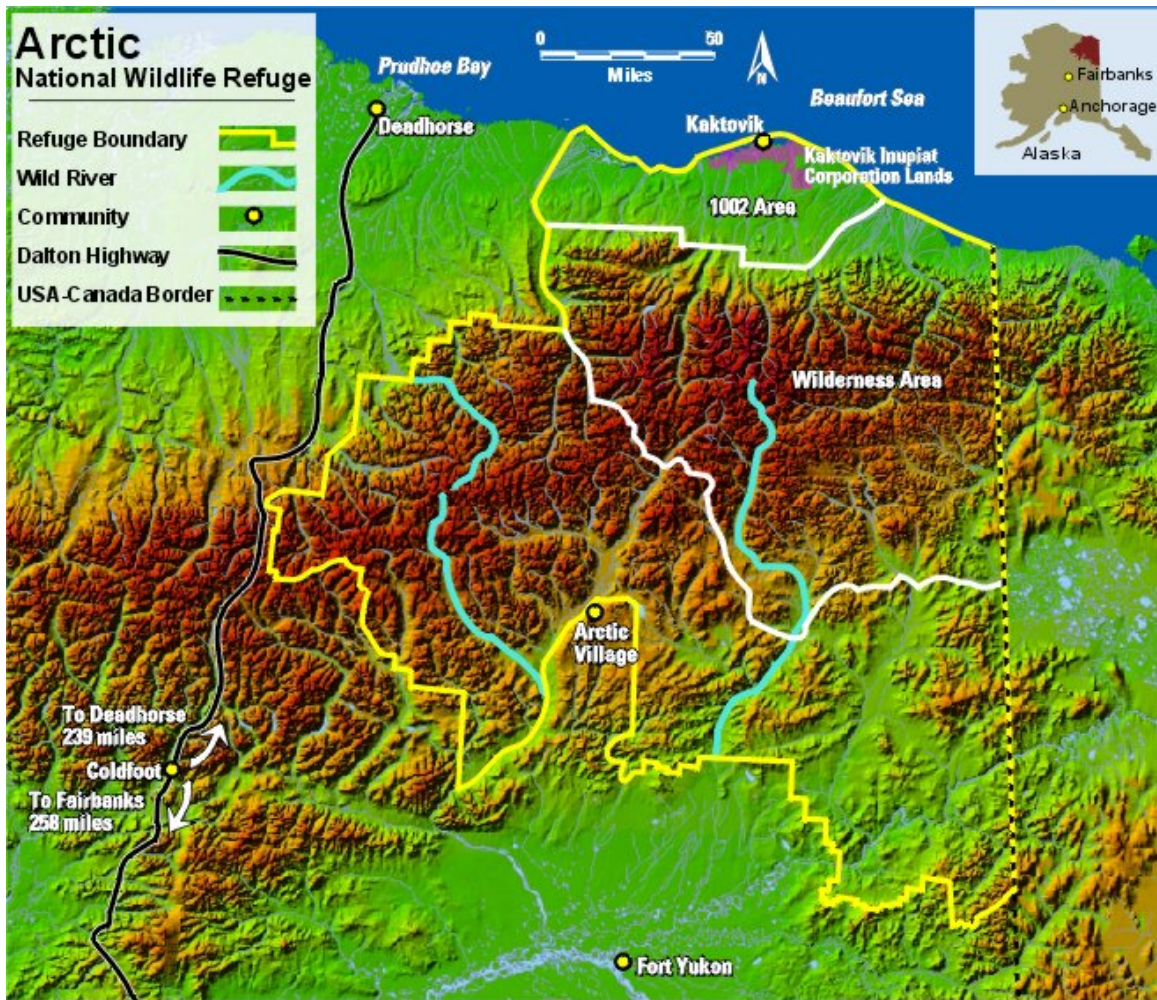 Arctic
National Wildlife Refuge
Refuge Boundary
Wild River
Community
Dalton Highway
USA-Canada Border
Prudhoe Bay
Deadhorse
0 50
Miles
N
Beaufort Sea
Kaktovik
Kaktovik Inupiat
Corporation Lands
1002 Area
Fairbanks
Anchorage
Alaska
Wilderness Area
Arctic
Village
To Deadhorse
239 miles
Coldfoot
To Fairbanks
258 miles
Fort Yukon